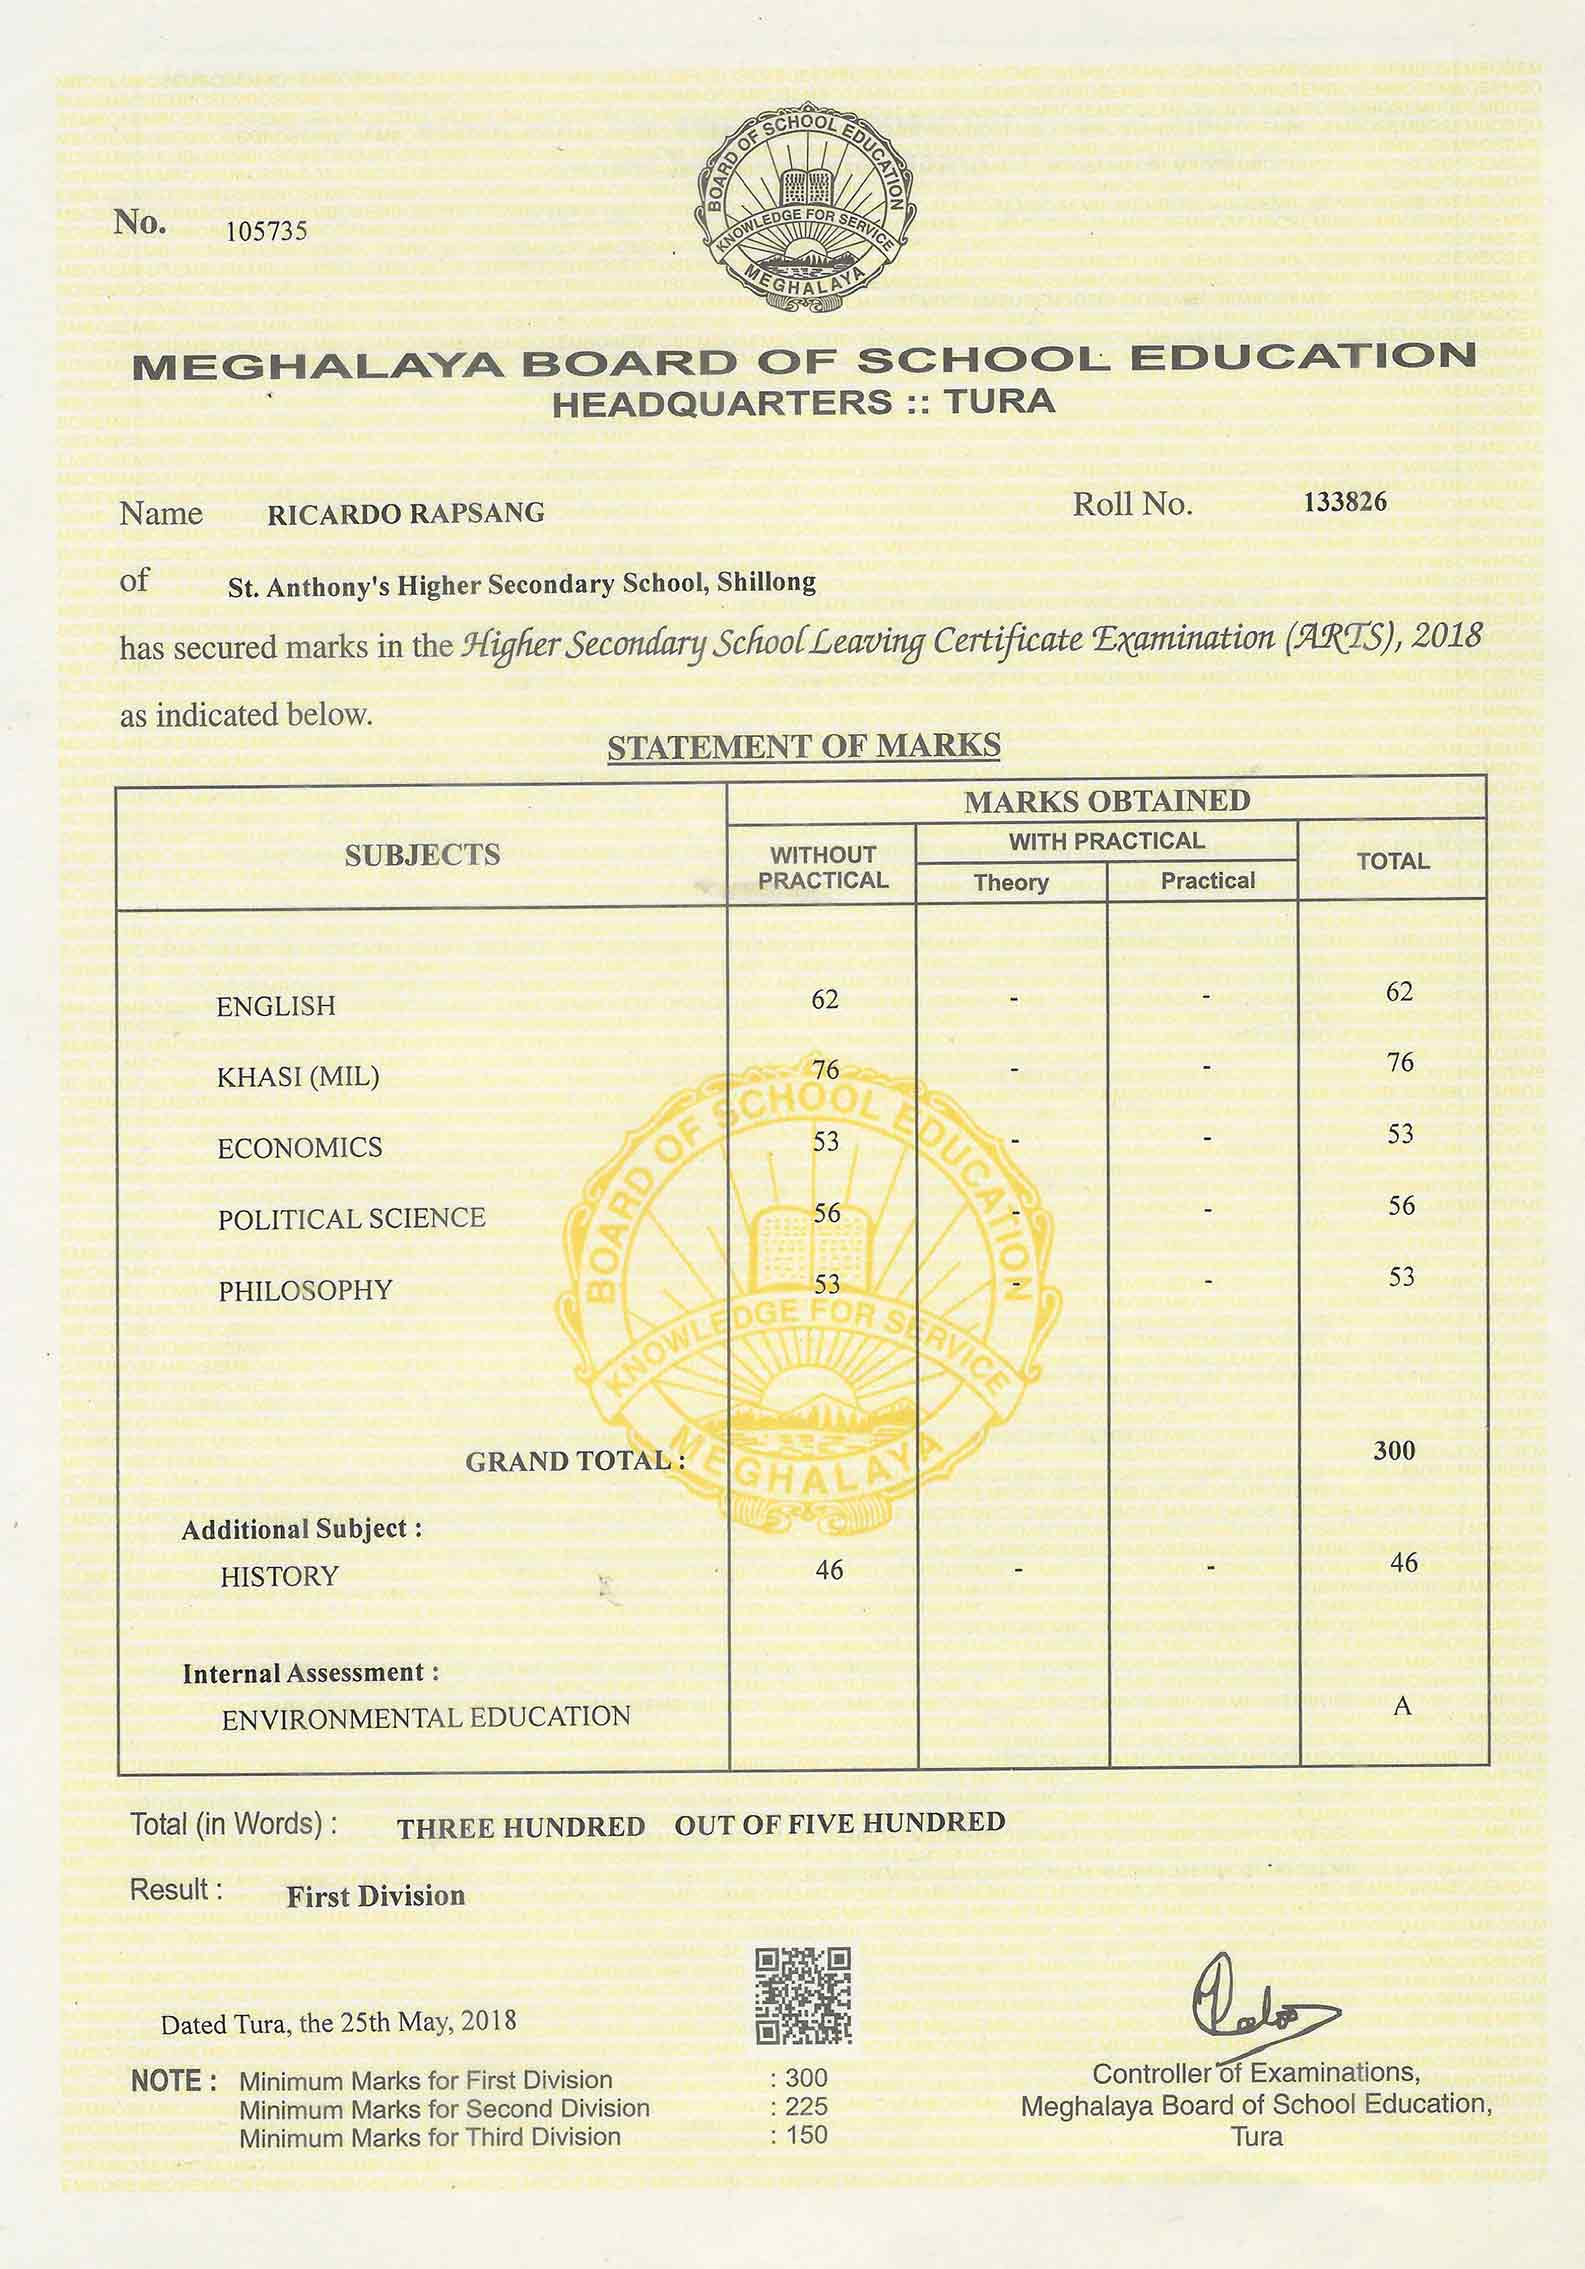 BOARD OF SCHOOL EDUCATION
KNOWLEDGE FOR SERVICE
MEGHALAYA
No. 105735
MEGHALAYA BOARD OF SCHOOL EDUCATION
HEADQUARTERS :: TURA
Name RICARDO RAPSANG Roll No. 133826
of St. Anthony's Higher Secondary School, Shillong
has secured marks in the Higher Secondary School Leaving Certificate Examination (ARTS), 2018
as indicated below.
STATEMENT OF MARKS
SUBJECTS MARKS OBTAINED
WITHOUT PRACTICAL WITH PRACTICAL TOTAL
Theory Practical
ENGLISH 62 - - 62
KHASI (MIL) 76 - - 76
ECONOMICS 53 - - 53
POLITICAL SCIENCE 56 - - 56
PHILOSOPHY 53 - - 53
BOARD OF SCHOOL EDUCATION
KNOWLEDGE FOR SERVICE
MEGHALAYA
GRAND TOTAL : 300
Additional Subject :
HISTORY 46 - - 46
Internal Assessment :
ENVIRONMENTAL EDUCATION A
Total (in Words) : THREE HUNDRED OUT OF FIVE HUNDRED
Result : First Division
Dated Tura, the 25th May, 2018
NOTE : Minimum Marks for First Division : 300
Minimum Marks for Second Division : 225
Minimum Marks for Third Division : 150
Controller of Examinations,
Meghalaya Board of School Education,
Tura